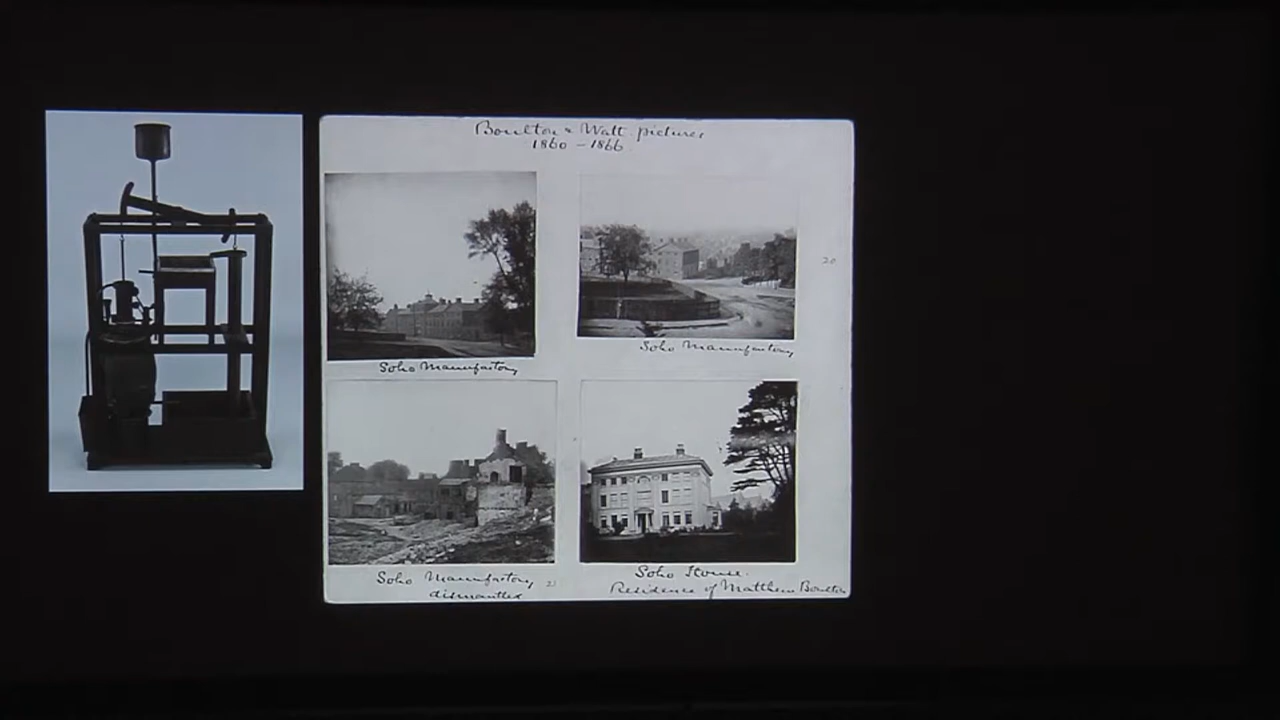 Boulton & Watt pictures
1860 - 1866
20
Soho Manufactory
Soho Manufactory
Soho Manufactory 21
dismantled
Soho House.
Residence of Matthew Boulton